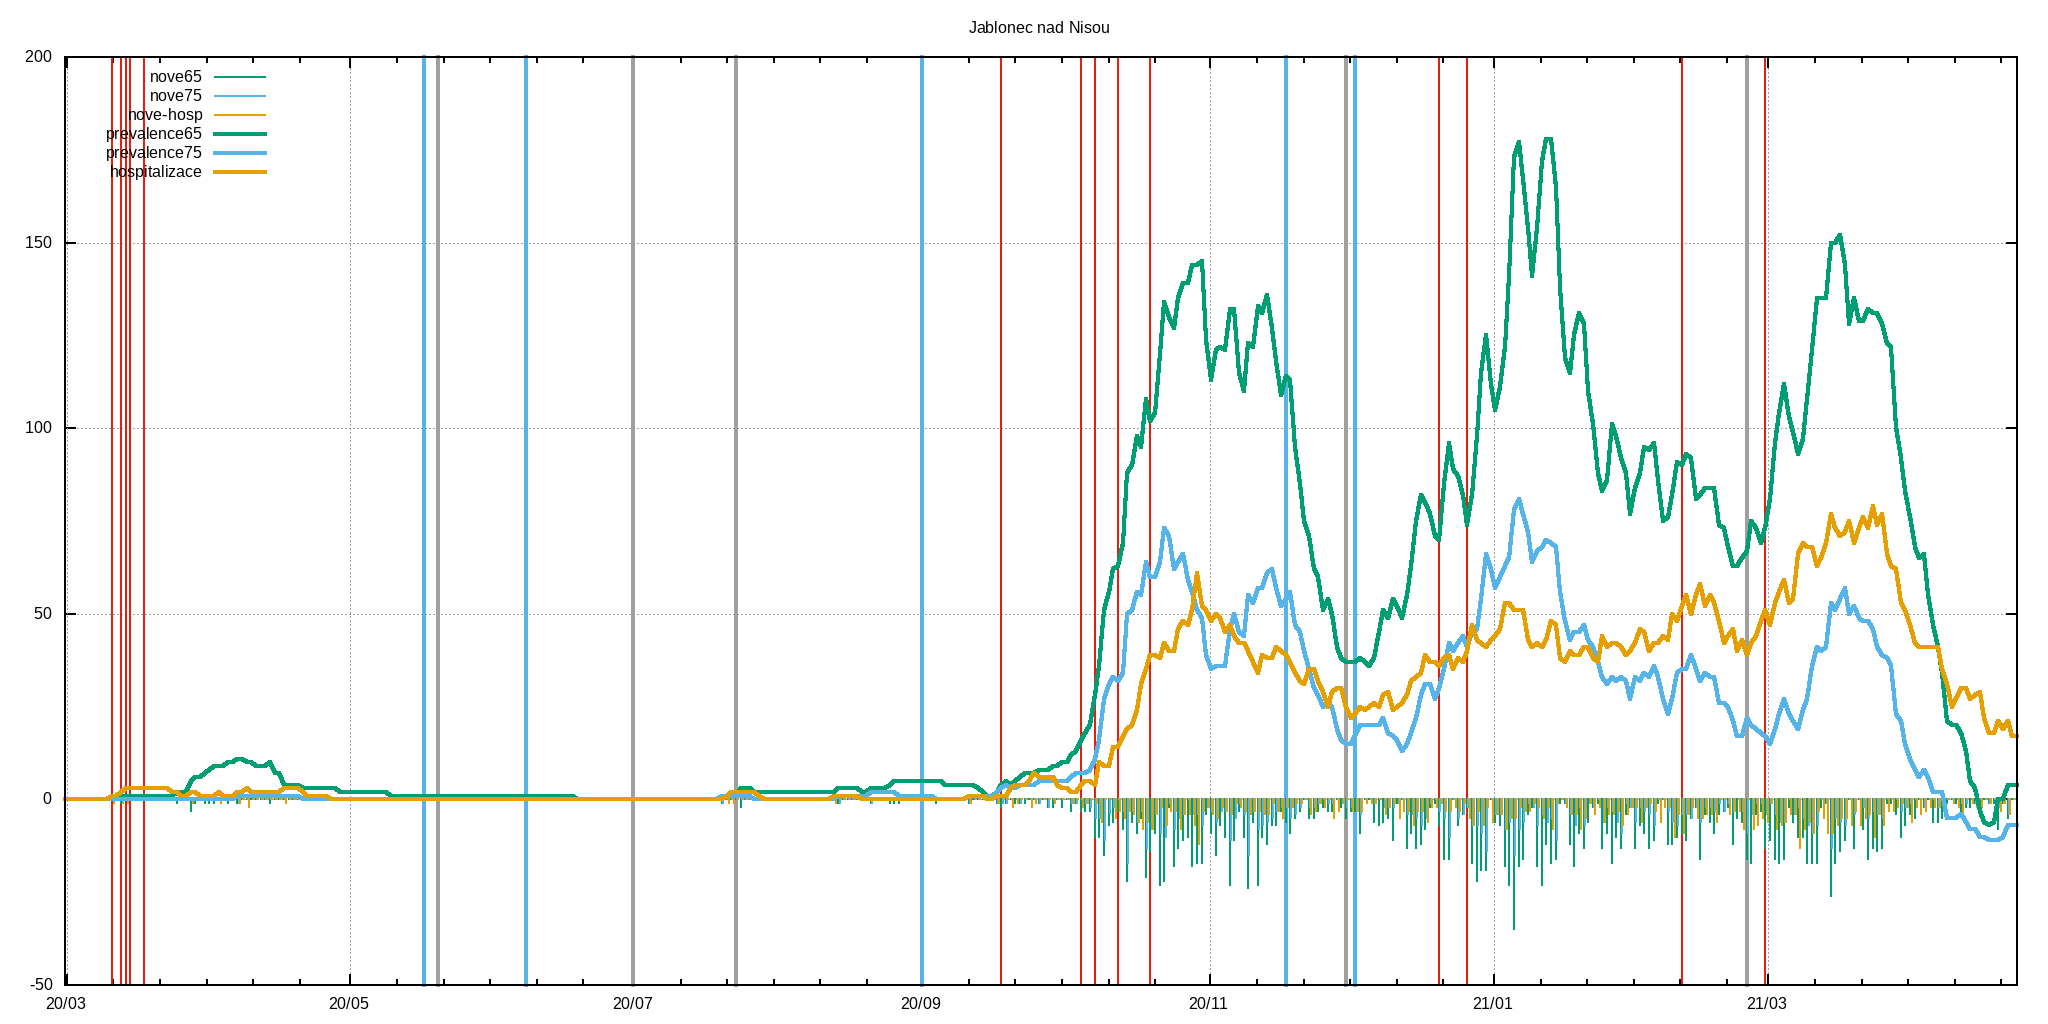 Jablonec nad Nisou
200
150
100
50
0
-50
nove65
nove75
nove-hosp
prevalence65
prevalence75
hospitalizace
20/03 20/05 20/07 20/09 20/11 21/01 21/03